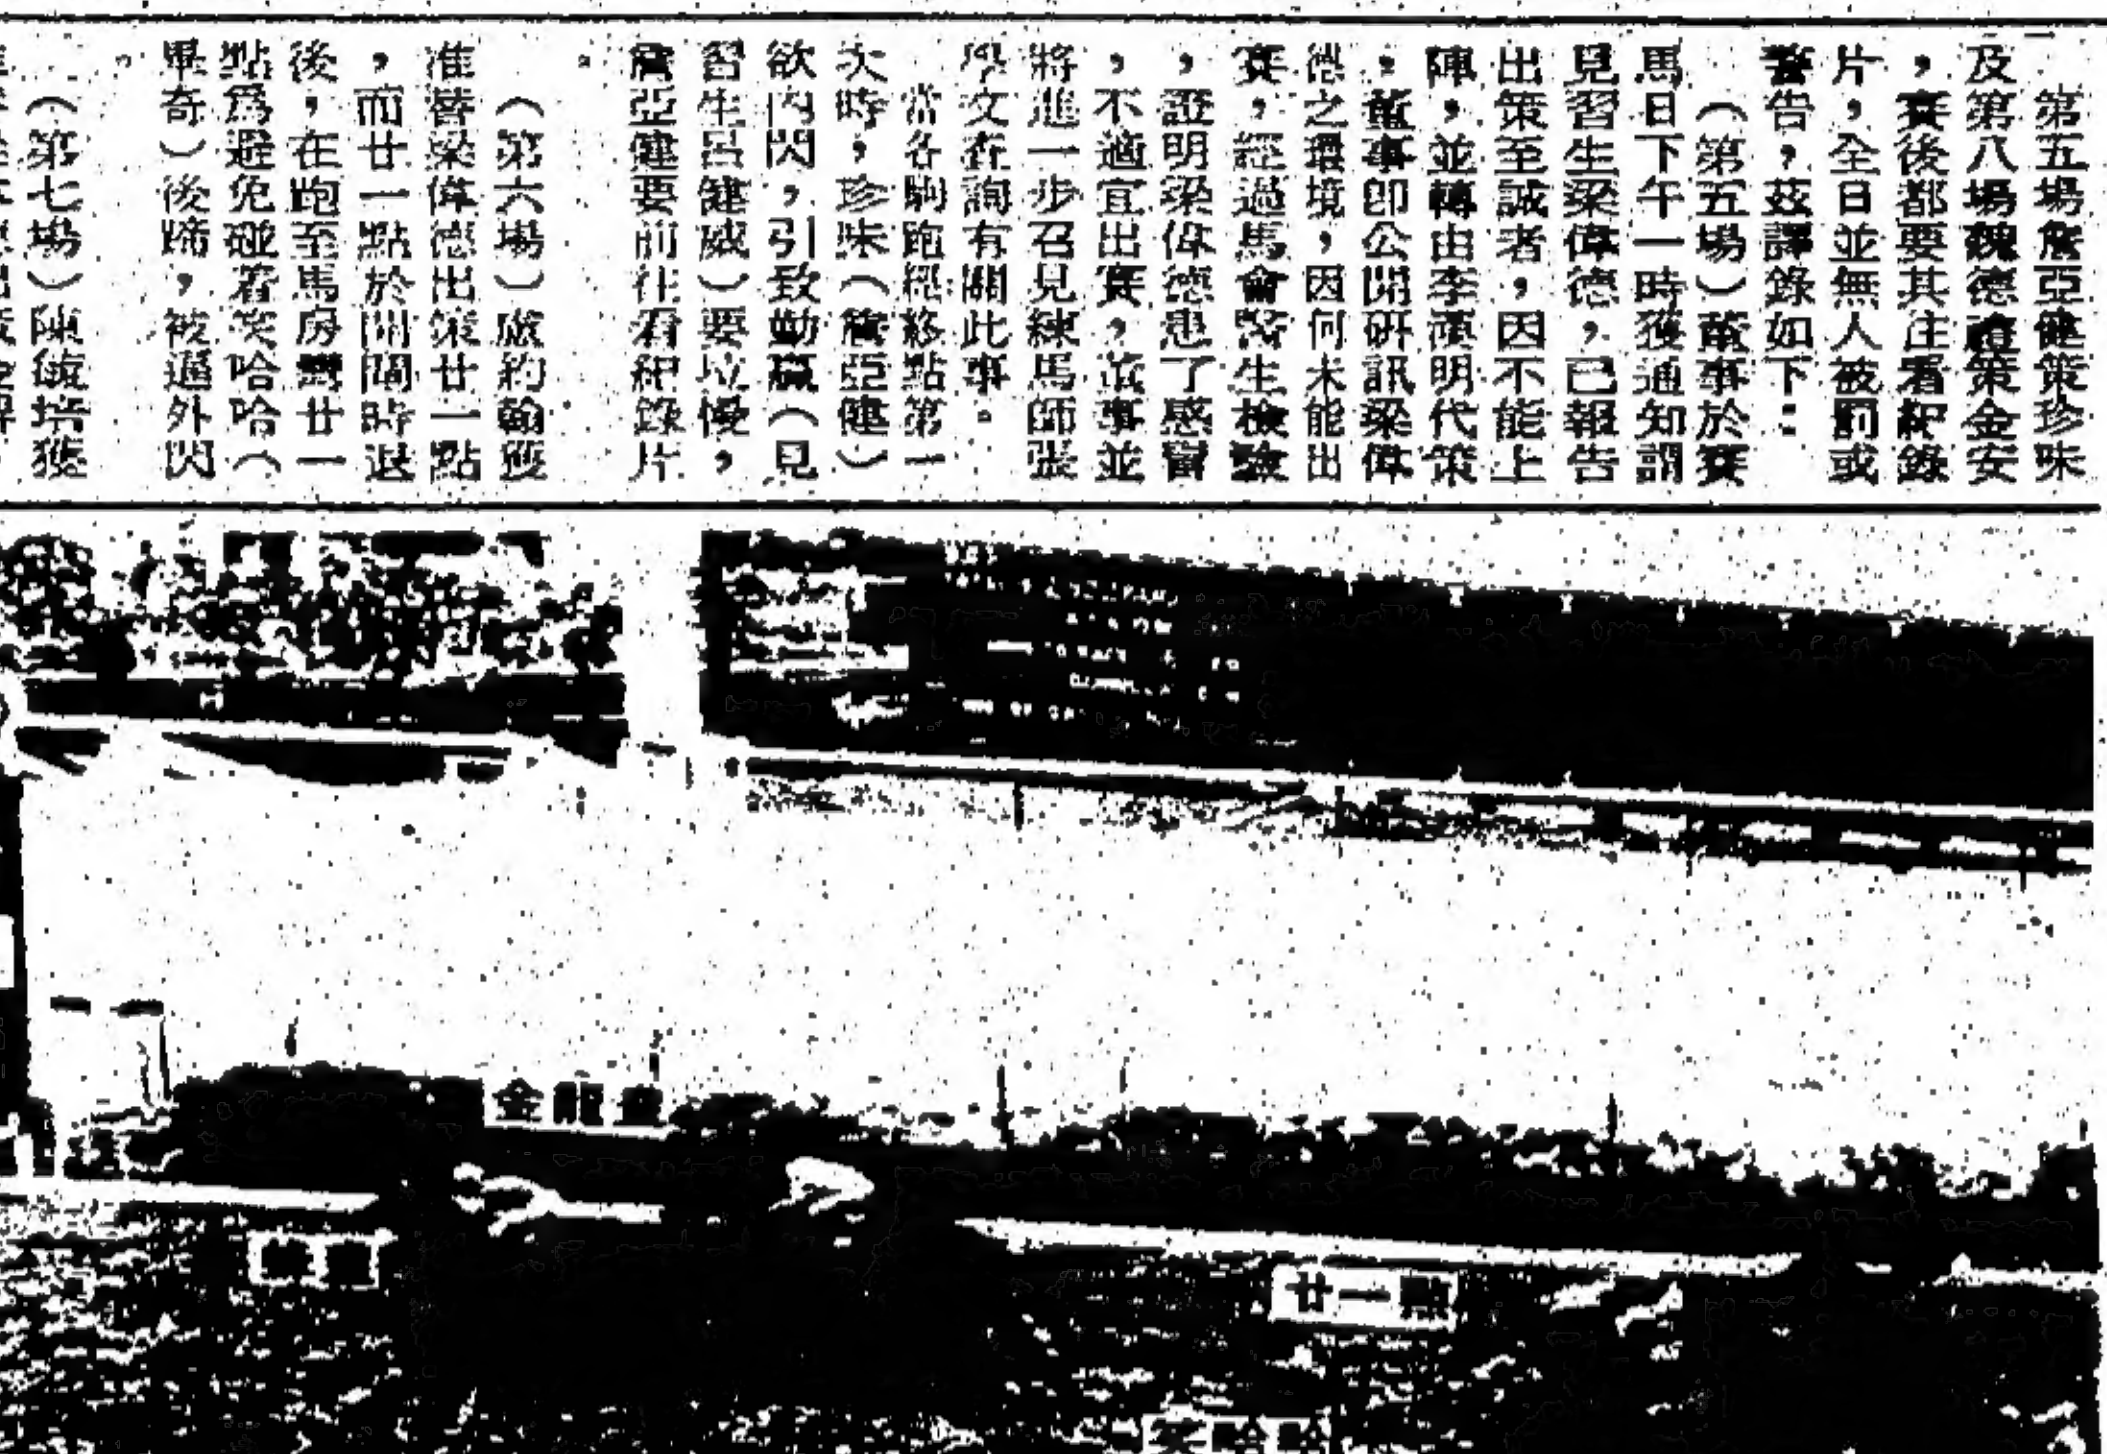 第五場詹亞健策珍味
及第八場魏德禮策金安
，賽後都要其注看紀錄
片，全日並無人被罰或
警告，茲譯錄如下：
（第五場）董事於賽
馬日下午一時獲通知謂
見習生梁偉德，已報告
出策至誠者，因不能上
陣，並轉由李漢明代策
，董事即公開研訊梁偉
德之環境，因何未能出
賽，經過馬會醫生檢驗
，證明梁偉德患了感冒
，不適宜出賽，董事並
將進一步召見練馬師張
學文查詢有關此事。
當各駒跑經移點第一
次時，珍味（詹亞健）
欲內閃，引致勁贏（見
習生呂健威）要拉慢，
詹亞健要前往看紀錄片
。
（第六場）盧約翰獲
准替梁偉德出策廿一點
，而廿一點於開閘時退
後，在跑至馬房彎廿一
點為避免碰着笑哈哈（
畢奇）後蹄，被逼外閃
。
（第七場）陳毓培獲
金龍
廿一點
笑哈哈